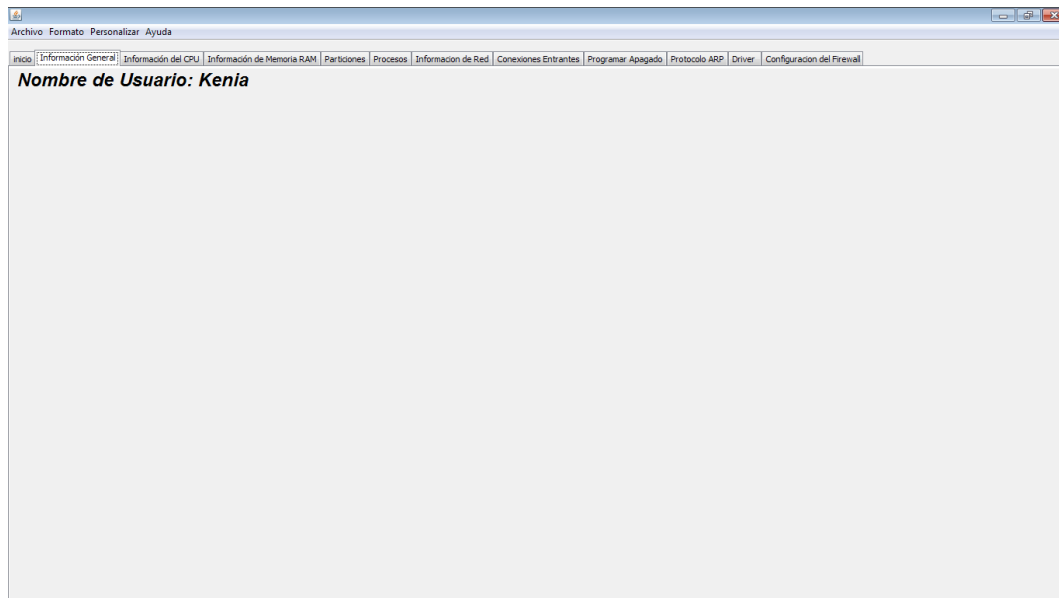 Archivo Formato Personalizar Ayuda
inicio Información General Información del CPU Información de Memoria RAM Particiones Procesos Informacion de Red Conexiones Entrantes Programar Apagado Protocolo ARP Driver Configuracion del Firewall
Nombre de Usuario: Kenia